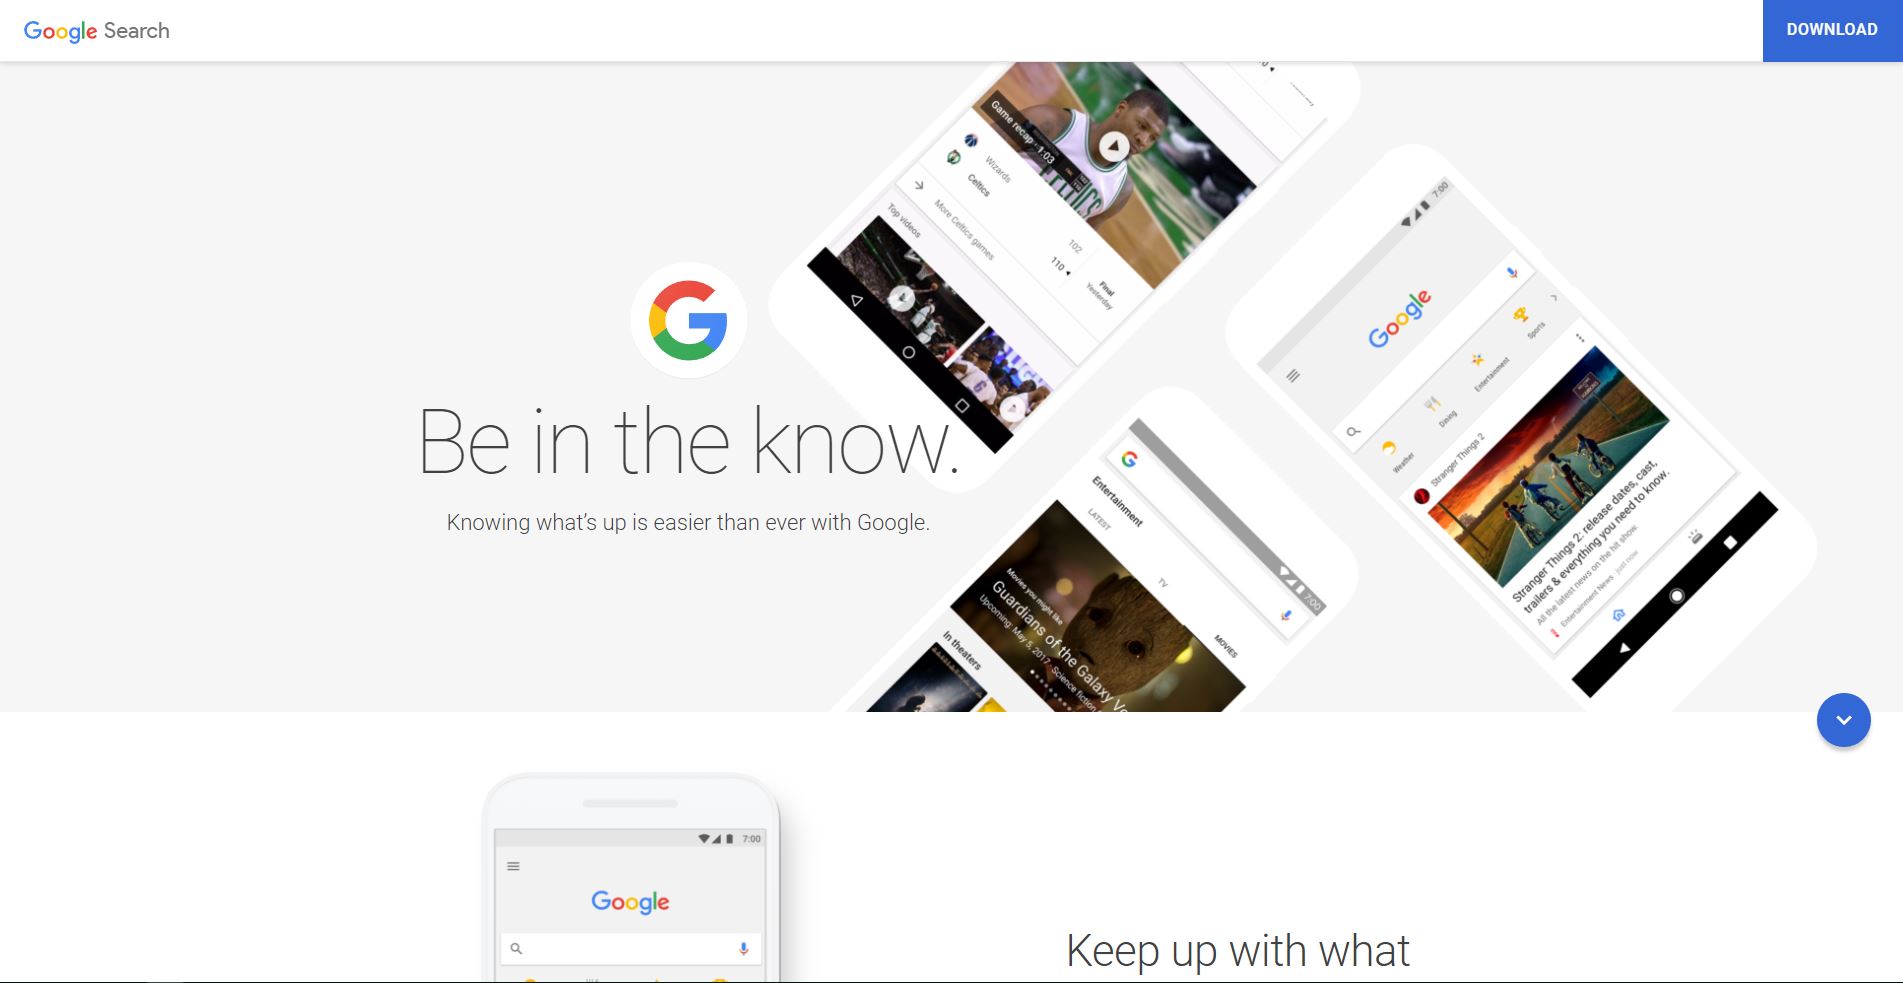 Google Search
DOWNLOAD
Game recap · 1:03
Wizards
102
Celtics
110
Final
Yesterday
More Celtics games
Top videos
Be in the know.
Knowing what's up is easier than ever with Google.
7:00
Google
Weather
Dining
Entertainment
Sports
Stranger Things 2
Stranger Things 2: release dates, cast,
trailers & everything you need to know.
All the latest news on the hit show.
Entertainment News · just now
7:00
Entertainment
LATEST
TV
MOVIES
Movies you might like
Guardians of the Galaxy Vo
Upcoming: May 5, 2017 · Science fiction
In theaters
7:00
Google
Keep up with what